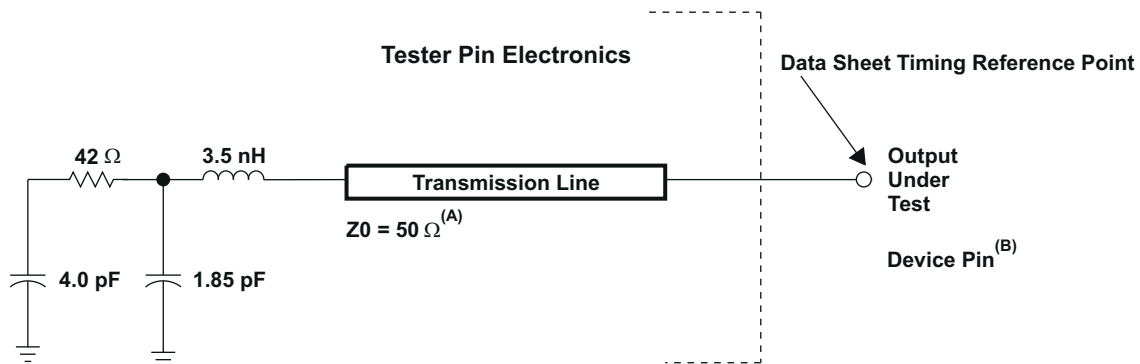 Tester Pin Electronics
Data Sheet Timing Reference Point
42 Ω
3.5 nH
Transmission Line
Output
Under
Test
Z0 = 50 Ω(A)
Device Pin(B)
4.0 pF
1.85 pF